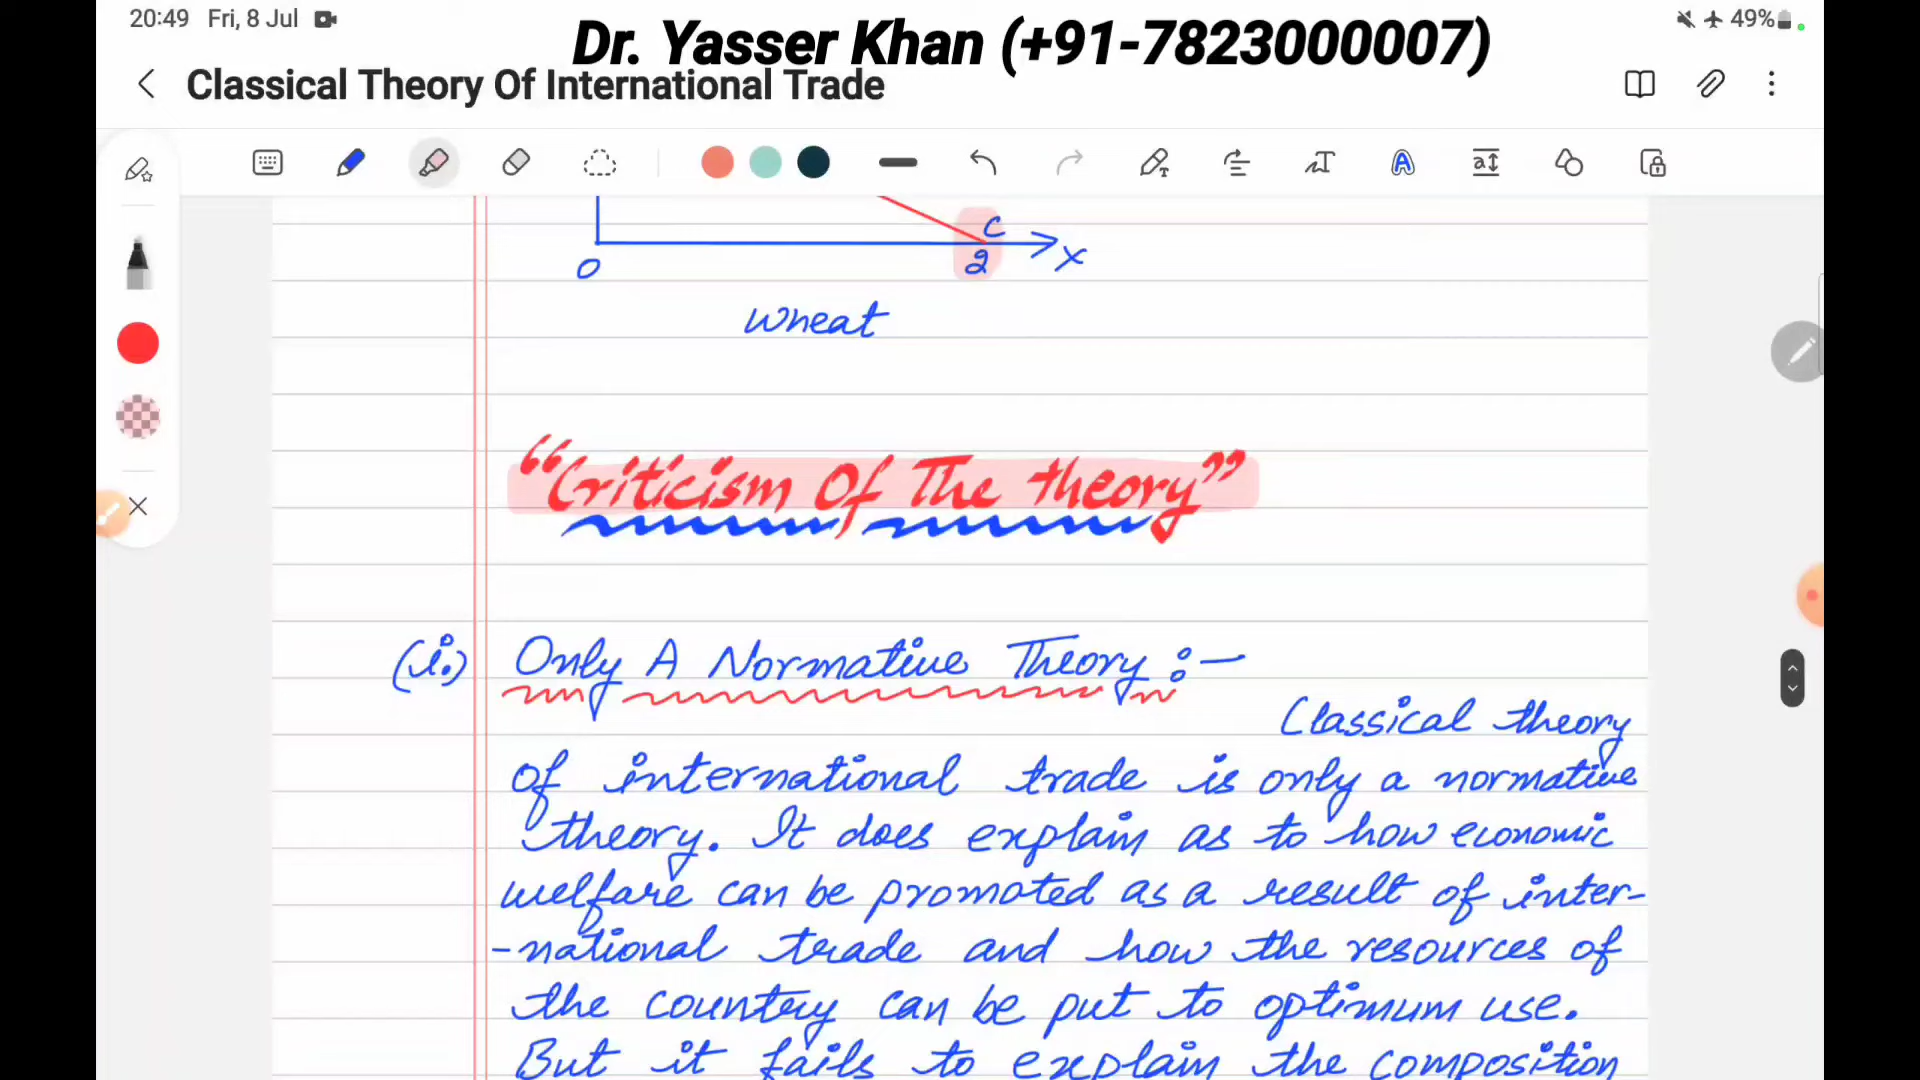 20:49 Fri, 8 Jul
49%
Dr. Yasser Khan (+91-7823000007)
Classical Theory Of International Trade
C
O
2
X
wheat
"Criticism Of The theory"
(i.) Only A Normative Theory :-
Classical theory
of international trade is only a normative
theory. It does explain as to how economic
welfare can be promoted as a result of inter-
-national trade and how the resources of
the country can be put to optimum use.
But it fails to explain the composition